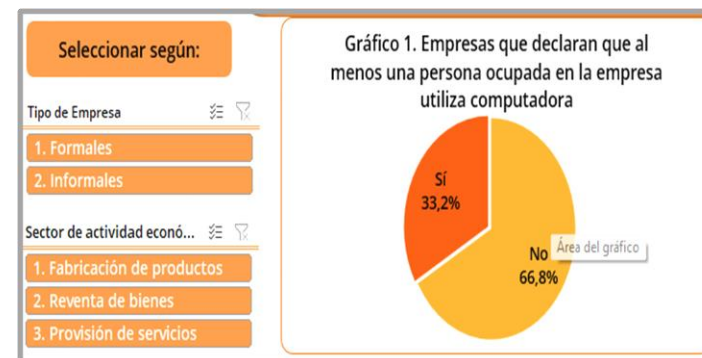 Seleccionar según:
Tipo de Empresa
1. Formales
2. Informales
Sector de actividad econó...
1. Fabricación de productos
2. Reventa de bienes
3. Provisión de servicios
Gráfico 1. Empresas que declaran que al
menos una persona ocupada en la empresa
utiliza computadora
Sí
33,2%
No
66,8%
Área del gráfico